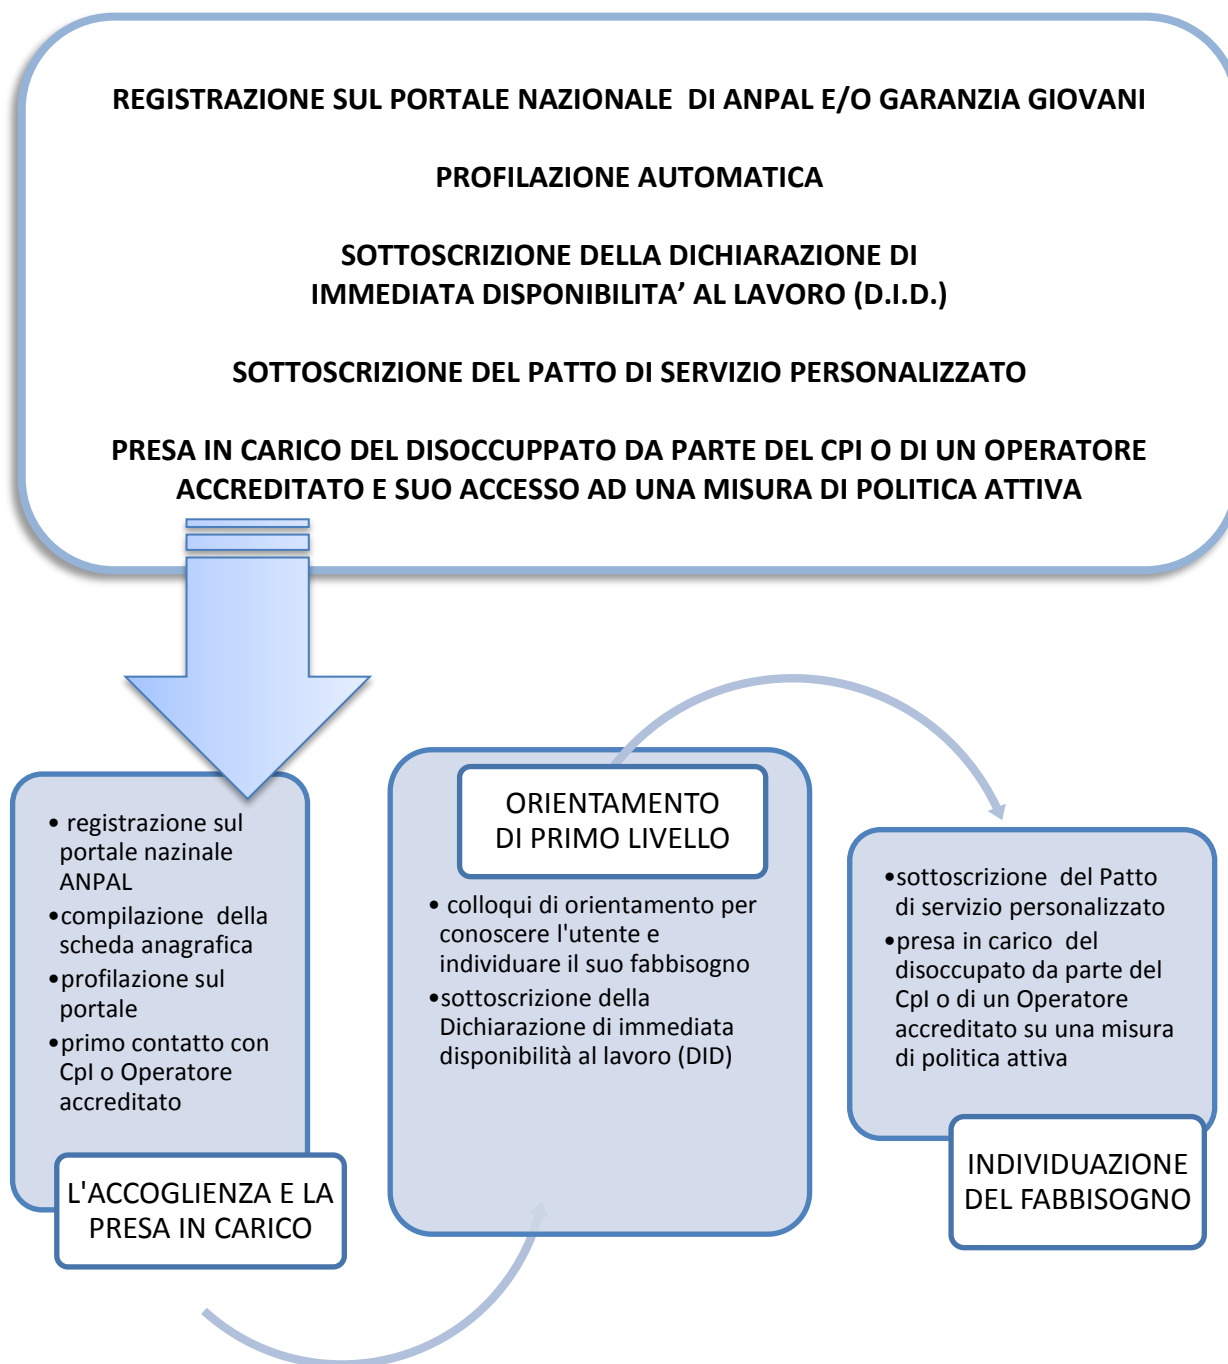 REGISTRAZIONE SUL PORTALE NAZIONALE DI ANPAL E/O GARANZIA GIOVANI
PROFILAZIONE AUTOMATICA
SOTTOSCRIZIONE DELLA DICHIARAZIONE DI
IMMEDIATA DISPONIBILITA’ AL LAVORO (D.I.D.)
SOTTOSCRIZIONE DEL PATTO DI SERVIZIO PERSONALIZZATO
PRESA IN CARICO DEL DISOCCUPPATO DA PARTE DEL CPI O DI UN OPERATORE
ACCREDITATO E SUO ACCESSO AD UNA MISURA DI POLITICA ATTIVA
• registrazione sul
portale nazinale
ANPAL
•compilazione della
scheda anagrafica
•profilazione sul
portale
•primo contatto con
CpI o Operatore
accreditato
L'ACCOGLIENZA E LA
PRESA IN CARICO
ORIENTAMENTO
DI PRIMO LIVELLO
• colloqui di orientamento per
conoscere l'utente e
individuare il suo fabbisogno
•sottoscrizione della
Dichiarazione di immediata
disponibilità al lavoro (DID)
•sottoscrizione del Patto
di servizio personalizzato
•presa in carico del
disoccupato da parte del
CpI o di un Operatore
accreditato su una misura
di politica attiva
INDIVIDUAZIONE
DEL FABBISOGNO